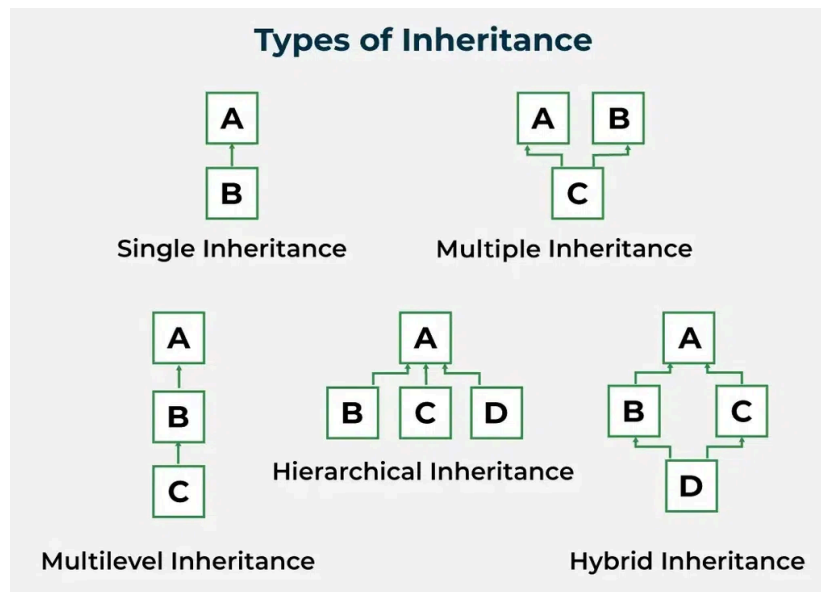 Types of Inheritance
A
B
Single Inheritance
A B
C
Multiple Inheritance
A
B
C
Multilevel Inheritance
A
B C D
Hierarchical Inheritance
A
B C
D
Hybrid Inheritance